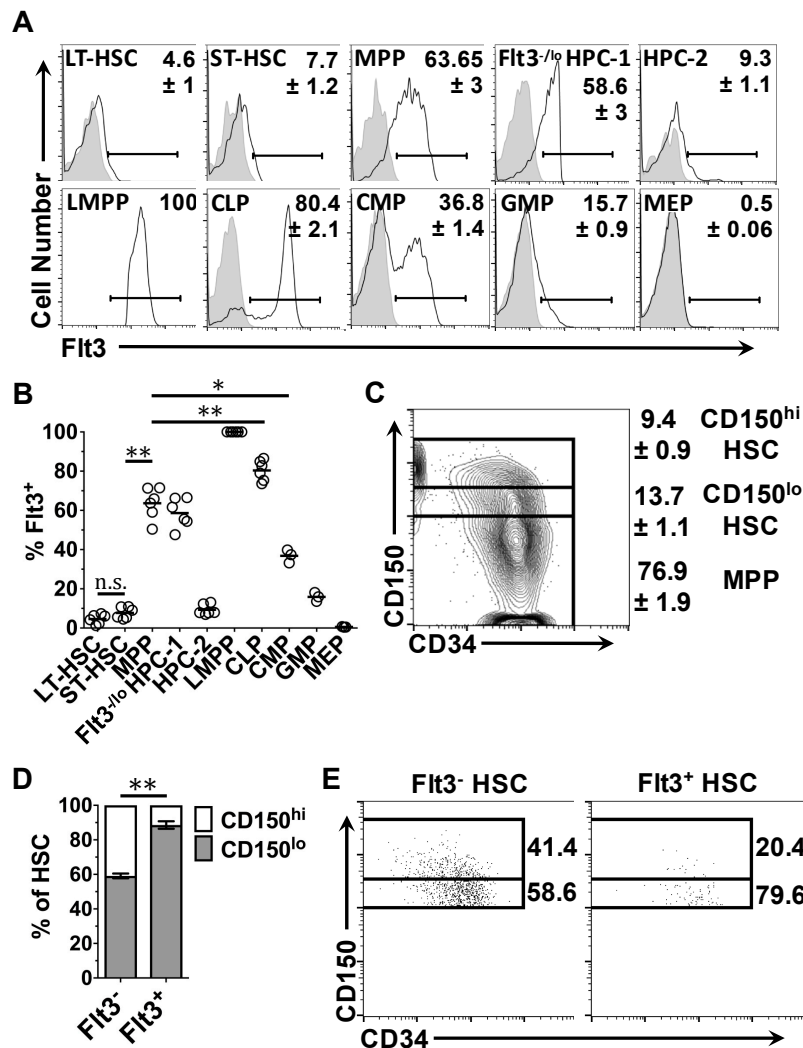 A
LT-HSC 4.6 ± 1
ST-HSC 7.7 ± 1.2
MPP 63.65 ± 3
Flt3-/lo HPC-1 58.6 ± 3
HPC-2 9.3 ± 1.1
LMPP 100
CLP 80.4 ± 2.1
CMP 36.8 ± 1.4
GMP 15.7 ± 0.9
MEP 0.5 ± 0.06
Cell Number
Flt3
B
* 
**
**
n.s.
% Flt3+
100
80
60
40
20
0
LT-HSC
ST-HSC
MPP
Flt3-/lo HPC-1
HPC-2
LMPP
CLP
CMP
GMP
MEP
C
CD150
CD34
9.4 CD150hi
± 0.9 HSC
13.7 CD150lo
± 1.1 HSC
76.9 MPP
± 1.9
D
**
% of HSC
100
80
60
40
20
0
Flt3-
Flt3+
CD150hi
CD150lo
E
Flt3- HSC
Flt3+ HSC
41.4
58.6
20.4
79.6
CD150
CD34